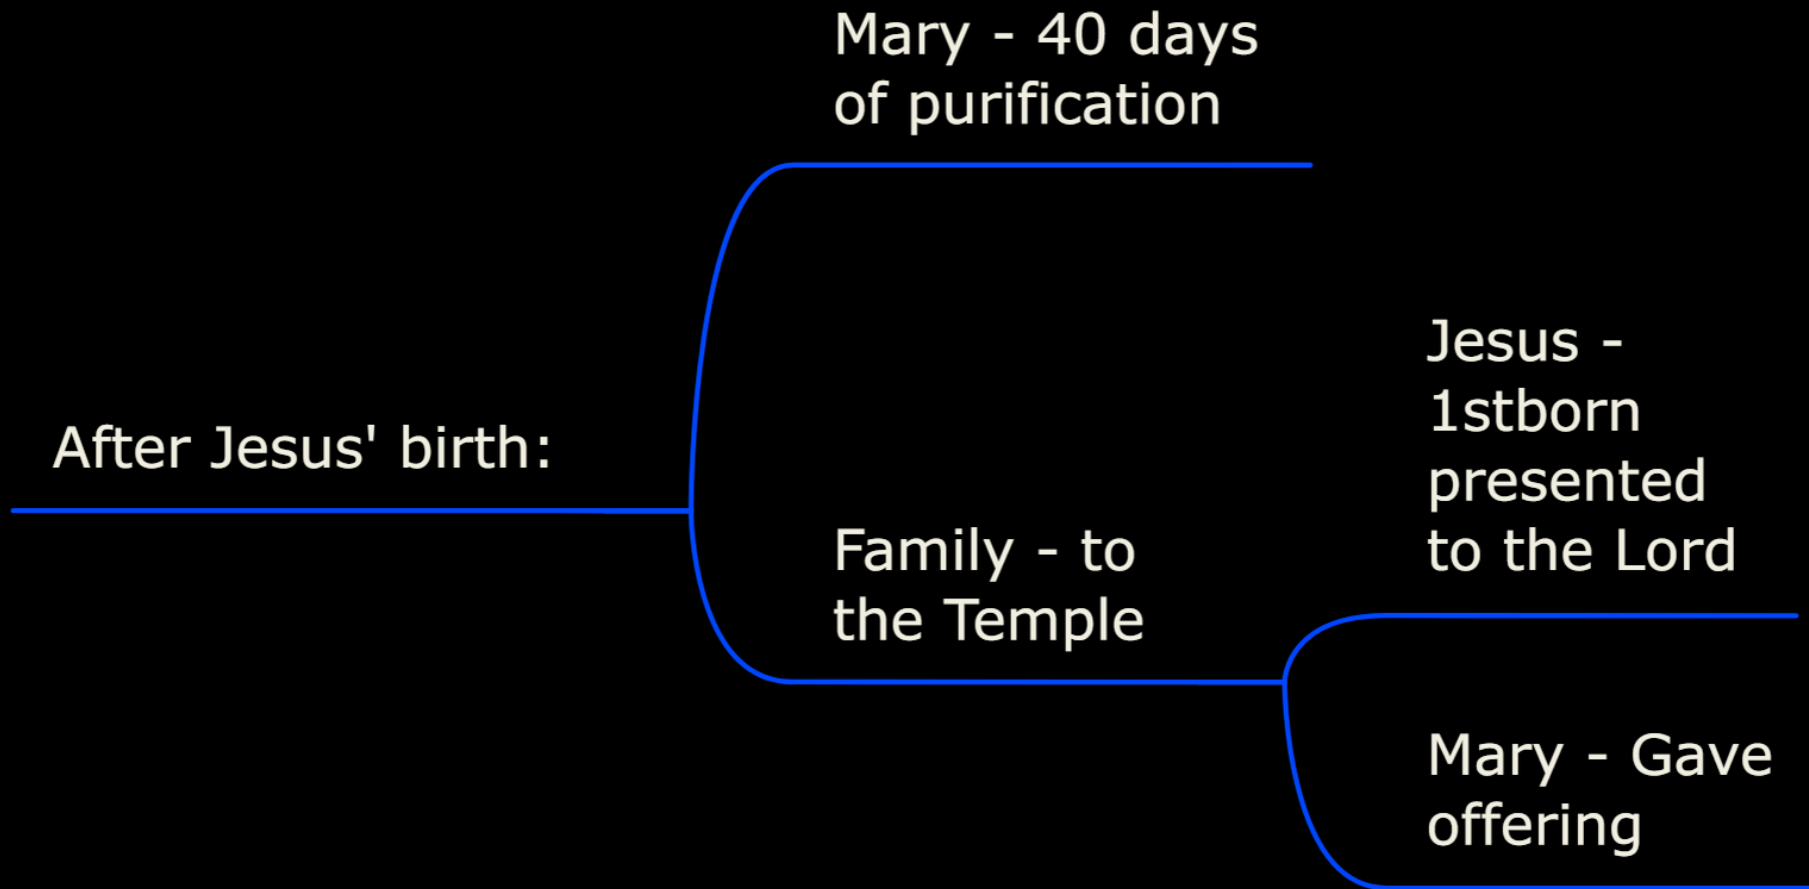 After Jesus' birth:
Mary - 40 days
of purification
Family - to
the Temple
Jesus -
1stborn
presented
to the Lord
Mary - Gave
offering